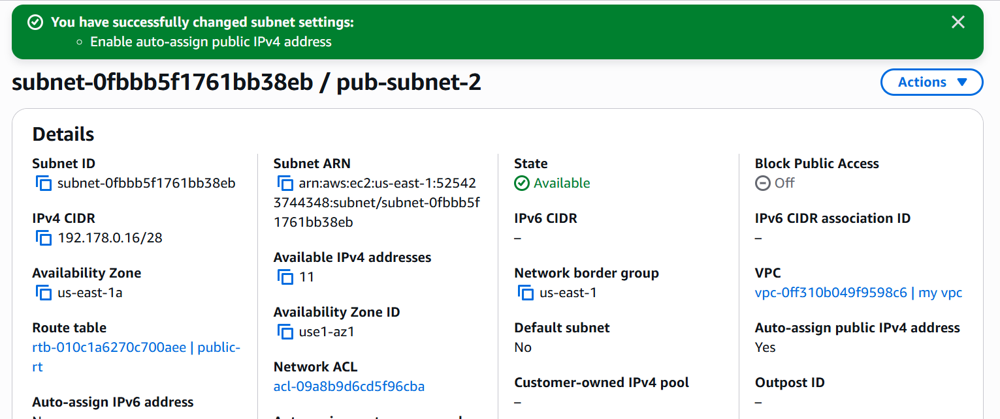 You have successfully changed subnet settings:
Enable auto-assign public IPv4 address
subnet-0fbbb5f1761bb38eb / pub-subnet-2
Actions
Details
Subnet ID
subnet-0fbbb5f1761bb38eb
IPv4 CIDR
192.178.0.16/28
Availability Zone
us-east-1a
Route table
rtb-010c1a6270c700aee | public-
rt
Auto-assign IPv6 address
Subnet ARN
arn:aws:ec2:us-east-1:52542
3744348:subnet/subnet-0fbbb5f
1761bb38eb
Available IPv4 addresses
11
Availability Zone ID
use1-az1
Network ACL
acl-09a8b9d6cd5f96cba
State
Available
IPv6 CIDR
–
Network border group
us-east-1
Default subnet
No
Customer-owned IPv4 pool
–
Block Public Access
Off
IPv6 CIDR association ID
–
VPC
vpc-0ff310b049f9598c6 | my vpc
Auto-assign public IPv4 address
Yes
Outpost ID
–